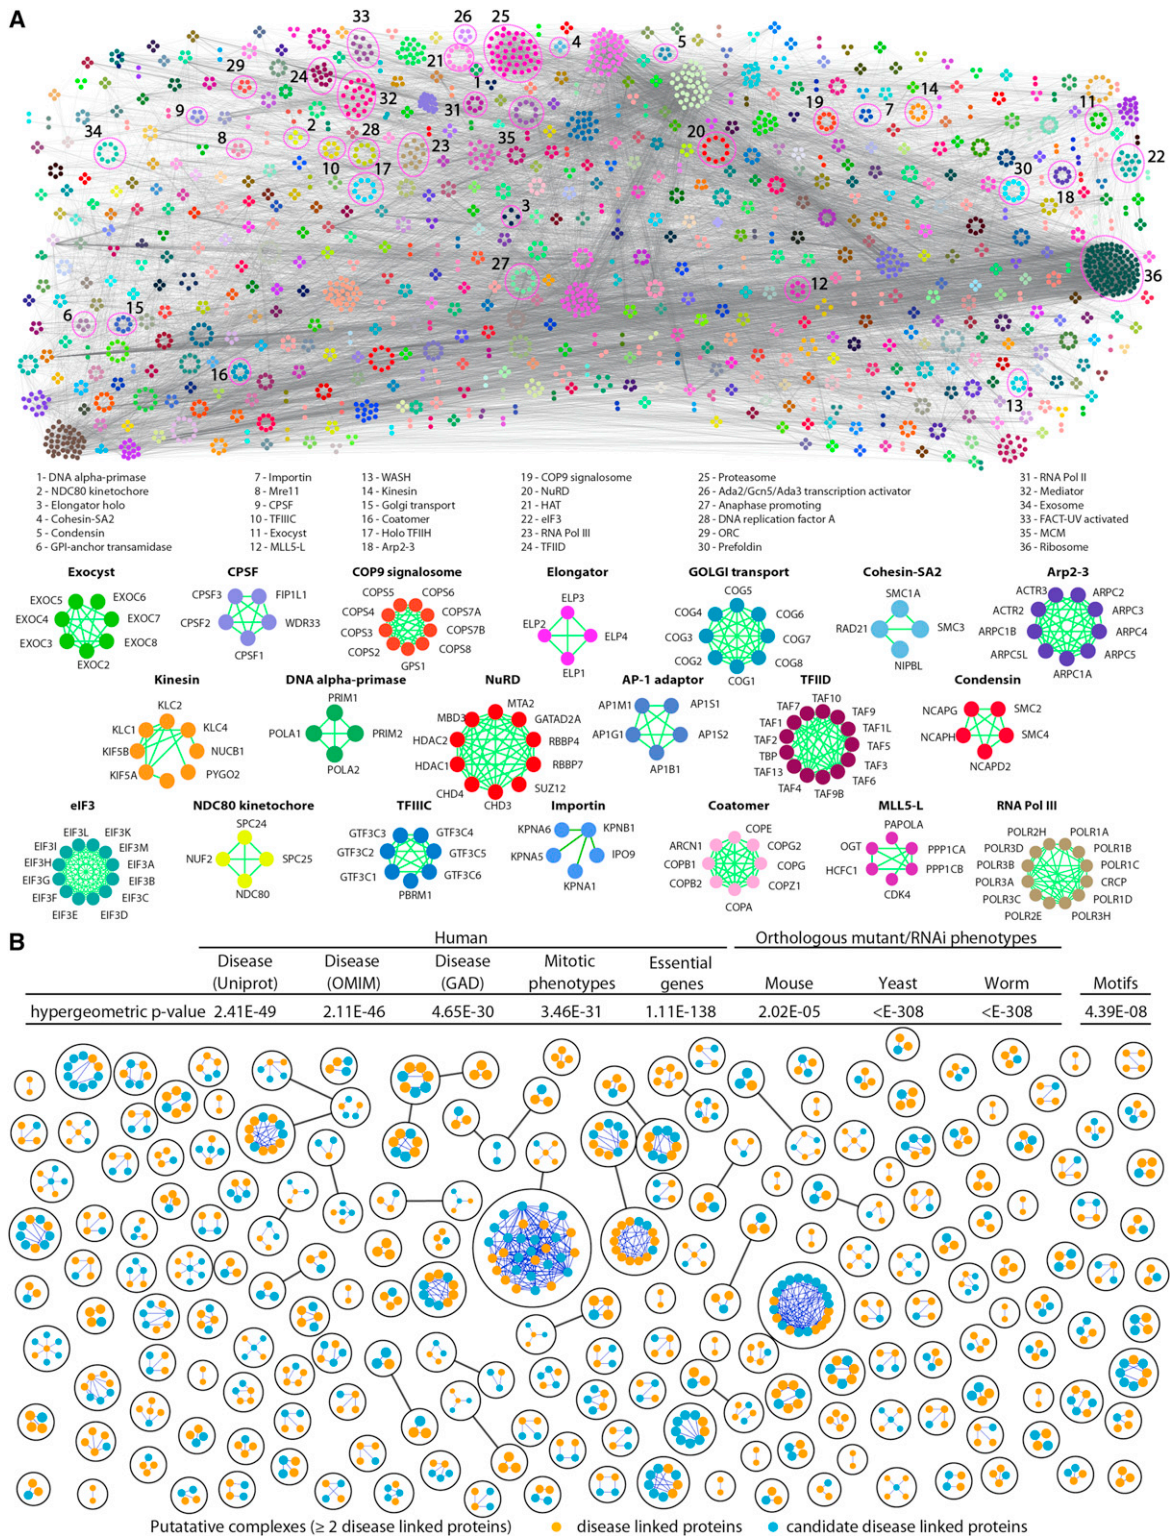 A
33
26
25
4
5
29
24
21
1
32
31
9
34
8
2
28
35
10
23
17
3
19
7
14
11
20
30
18
22
27
12
36
6
15
16
13
1- DNA alpha-primase
2 - NDC80 kinetochore
3 - Elongator holo
4 - Cohesin-SA2
5 - Condensin
6 - GPI-anchor transamidase
7 - Importin
8 - Mre11
9 - CPSF
10 - TFIIIC
11 - Exocyst
12 - MLL5-L
13 - WASH
14 - Kinesin
15 - Golgi transport
16 - Coatomer
17 - Holo TFIIH
18 - Arp2-3
19 - COP9 signalosome
20 - NuRD
21 - HAT
22 - eIF3
23 - RNA Pol III
24 - TFIID
25 - Proteasome
26 - Ada2/Gcn5/Ada3 transcription activator
27 - Anaphase promoting
28 - DNA replication factor A
29 - ORC
30 - Prefoldin
31 - RNA Pol II
32 - Mediator
34 - Exosome
33 - FACT-UV activated
35 - MCM
36 - Ribosome
Exocyst
EXOC5
EXOC6
EXOC4
EXOC7
EXOC3
EXOC8
EXOC2
CPSF
CPSF3
FIP1L1
CPSF2
WDR33
CPSF1
COP9 signalosome
COPS5
COPS6
COPS4
COPS7A
COPS3
COPS7B
COPS2
COPS8
GPS1
Elongator
ELP3
ELP2
ELP4
ELP1
GOLGI transport
COG5
COG4
COG6
COG3
COG7
COG2
COG8
COG1
Cohesin-SA2
SMC1A
RAD21
SMC3
NIPBL
Arp2-3
ACTR3
ARPC2
ACTR2
ARPC3
ARPC1B
ARPC4
ARPC5L
ARPC5
ARPC1A
Kinesin
KLC2
KLC1
KLC4
KIF5B
NUCB1
KIF5A
PYGO2
DNA alpha-primase
PRIM1
POLA1
PRIM2
POLA2
NuRD
MTA2
MBD3
GATAD2A
HDAC2
RBBP4
HDAC1
RBBP7
CHD4
SUZ12
CHD3
AP-1 adaptor
AP1M1
AP1S1
AP1G1
AP1S2
AP1B1
TFIID
TAF10
TAF7
TAF9
TAF1
TAF1L
TAF2
TAF5
TBP
TAF3
TAF13
TAF6
TAF4
TAF9B
Condensin
NCAPG
SMC2
NCAPH
SMC4
NCAPD2
eIF3
EIF3L
EIF3K
EIF3I
EIF3M
EIF3H
EIF3A
EIF3G
EIF3B
EIF3F
EIF3C
EIF3E
EIF3D
NDC80 kinetochore
SPC24
NUF2
SPC25
NDC80
TFIIIC
GTF3C3
GTF3C4
GTF3C2
GTF3C5
GTF3C1
GTF3C6
PBRM1
Importin
KPNA6
KPNB1
KPNA5
IPO9
KPNA1
Coatomer
COPE
ARCN1
COPG2
COPB1
COPG
COPB2
COPZ1
COPA
MLL5-L
PAPOLA
OGT
PPP1CA
HCFC1
PPP1CB
CDK4
RNA Pol III
POLR2H
POLR1A
POLR3D
POLR1B
POLR3B
POLR1C
POLR3A
CRCP
POLR3C
POLR1D
POLR2E
POLR3H
B
Human
Orthologous mutant/RNAi phenotypes
Disease (Uniprot)
Disease (OMIM)
Disease (GAD)
Mitotic phenotypes
Essential genes
Mouse
Yeast
Worm
Motifs
hypergeometric p-value 2.41E-49 2.11E-46 4.65E-30 3.46E-31 1.11E-138 2.02E-05 <E-308 <E-308 4.39E-08
Putatative complexes (≥ 2 disease linked proteins)
disease linked proteins
candidate disease linked proteins